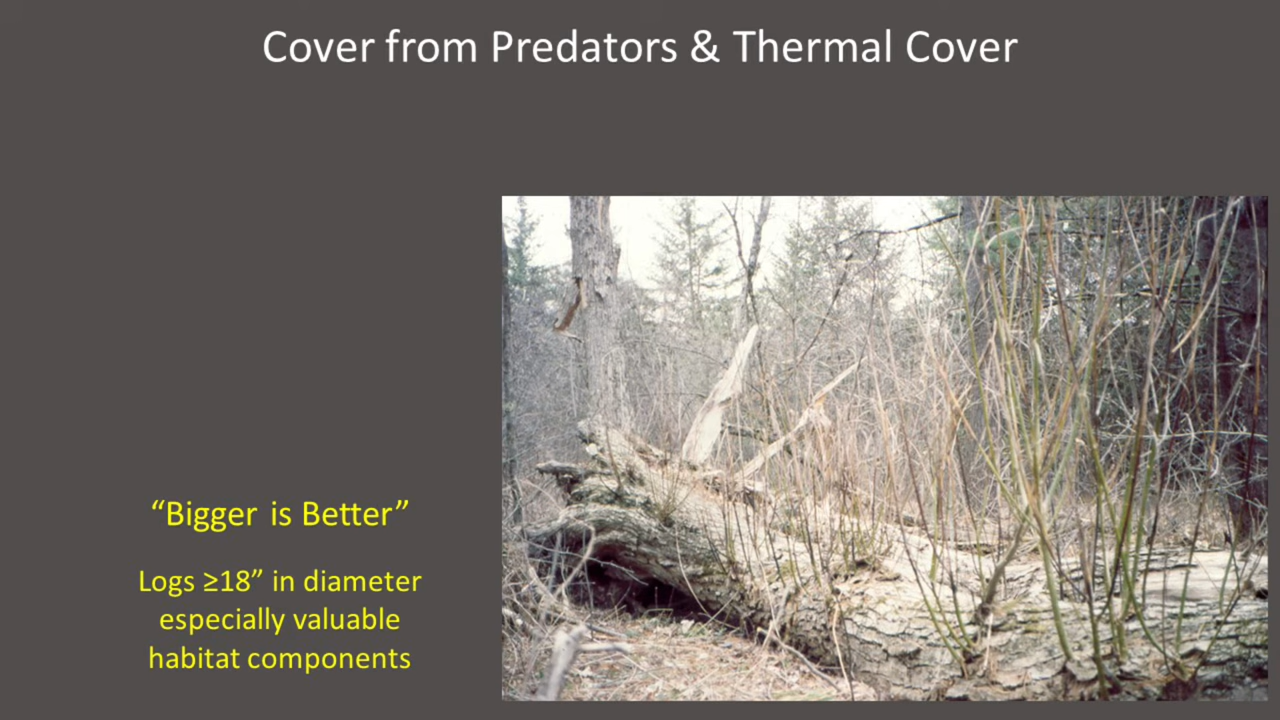 Cover from Predators & Thermal Cover
“Bigger is Better”
Logs ≥18” in diameter
especially valuable
habitat components